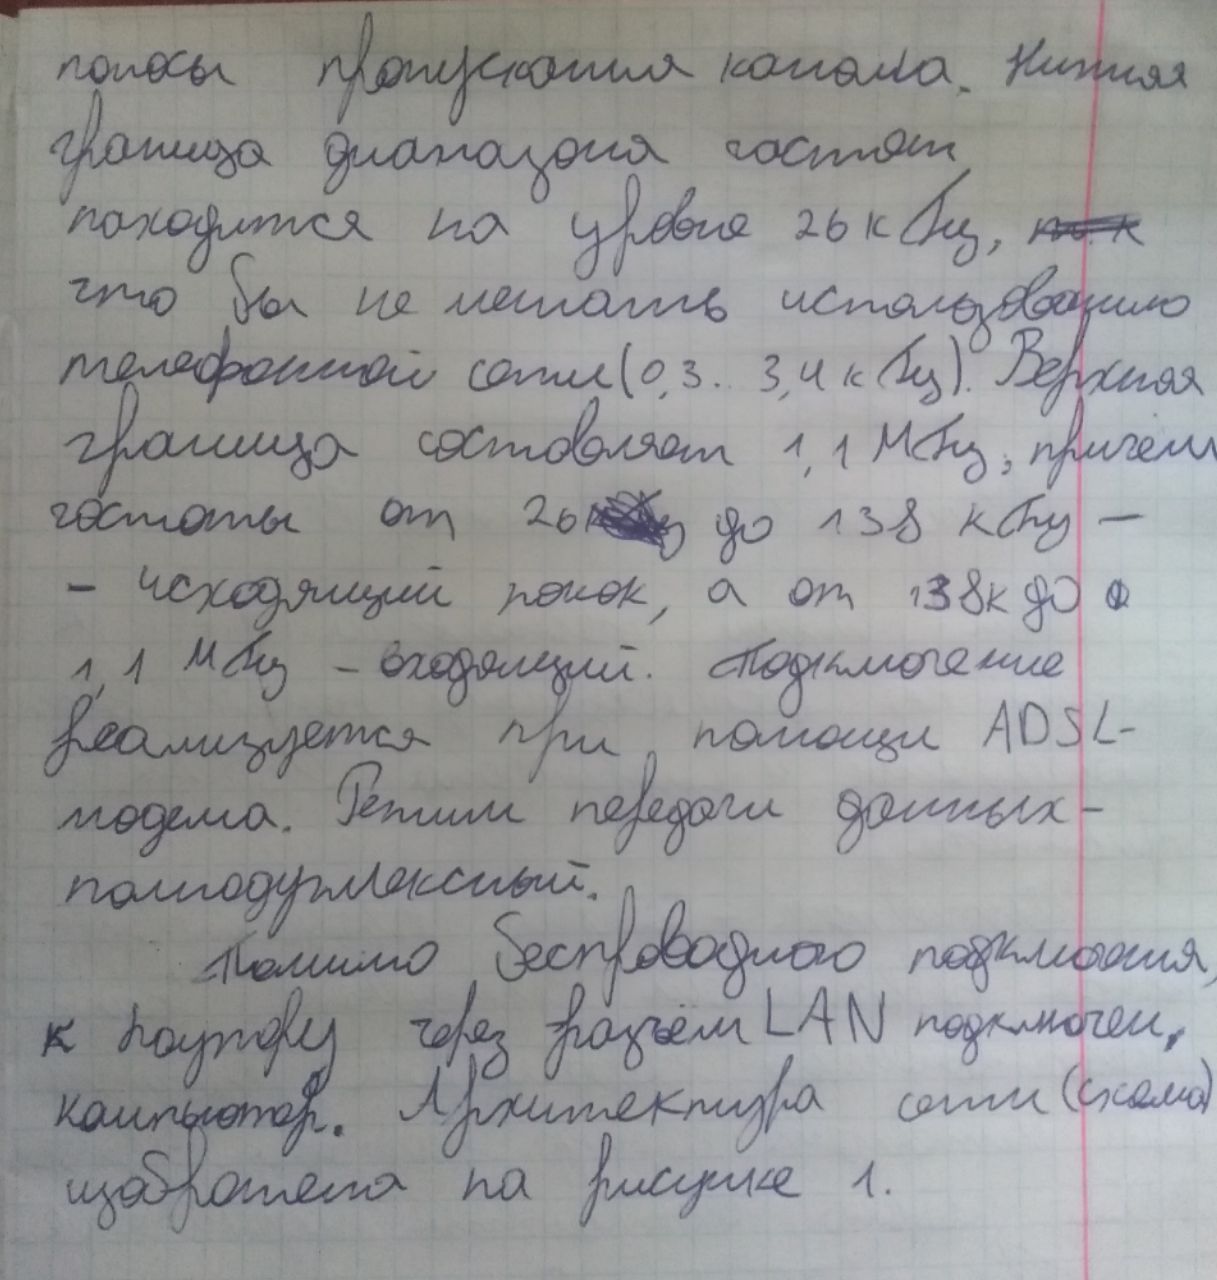 полосы пропускания канала. Нижняя
граница диапазона частот
находится на уровне 26 кГц,
что бы не мешать использованию
телефонной сети (0,3.. 3,4 кГц). Верхняя
граница составляет 1,1 МГц, причём
частоты от 26 до 138 кГц –
– исходящий поток, а от 138к до
1,1 МГц – входящий. Подключение
реализуется при помощи ADSL-
модема. Режим передачи данных –
полнодуплексный.
Помимо беспроводного подключения,
к роутеру через разъём LAN подключен
компьютер. Архитектура сети (схема)
изображена на рисунке 1.